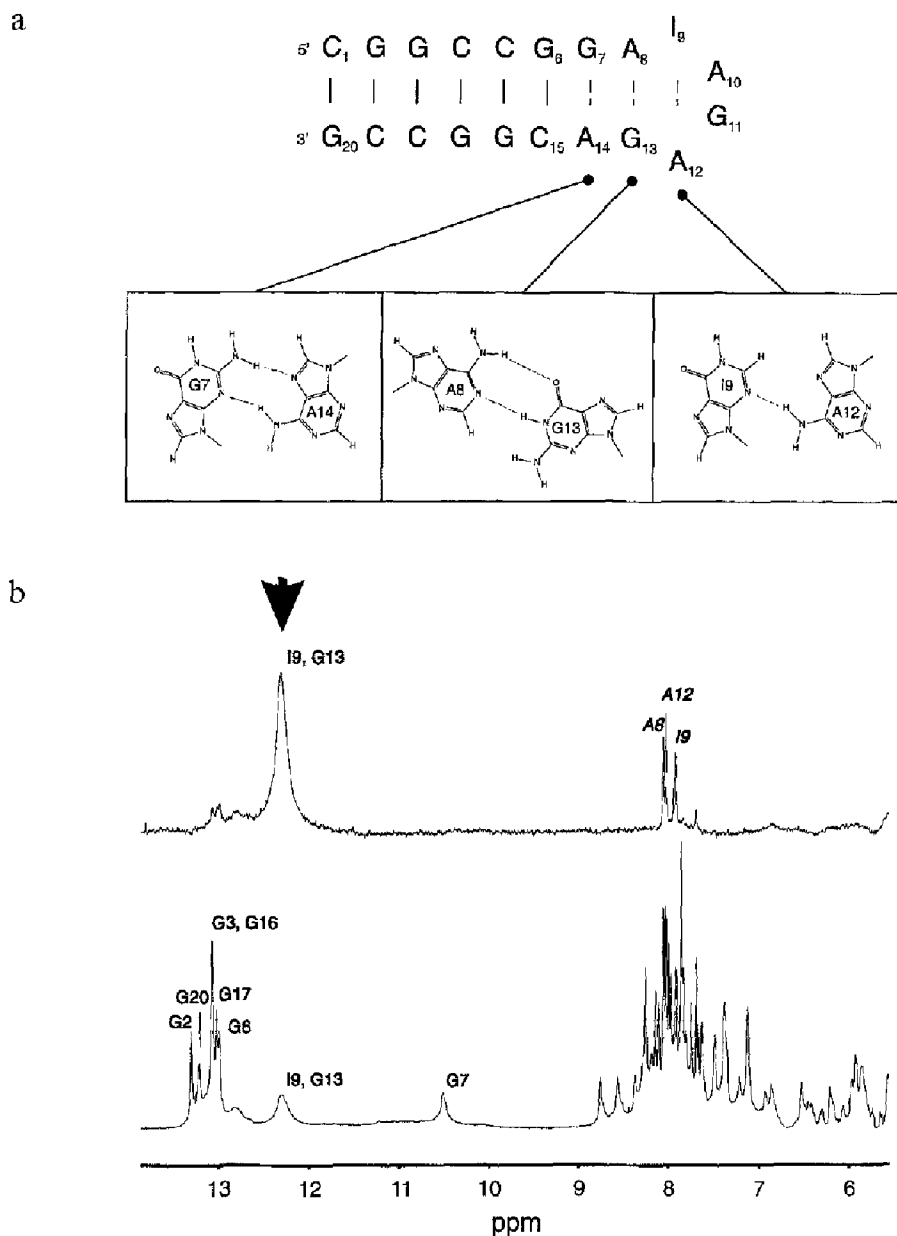 a
5' C1 G G C C G6 G7 A8 I9
A10
G11
3' G20 C C G G C15 A14 G13 A12
H H N N H H N
O G7 N H N N A14 N
N N H N N H
H H
H H N H
H N N N O
N A8 N H N G13 N H
N H N N
H N H
H H H
N N N
O I9 N H N A12 N
N N N N H
H H
b
I9, G13
A12
A8 I9
G3, G16
G20 G17
G2 G6
I9, G13 G7
13 12 11 10 9 8 7 6
ppm